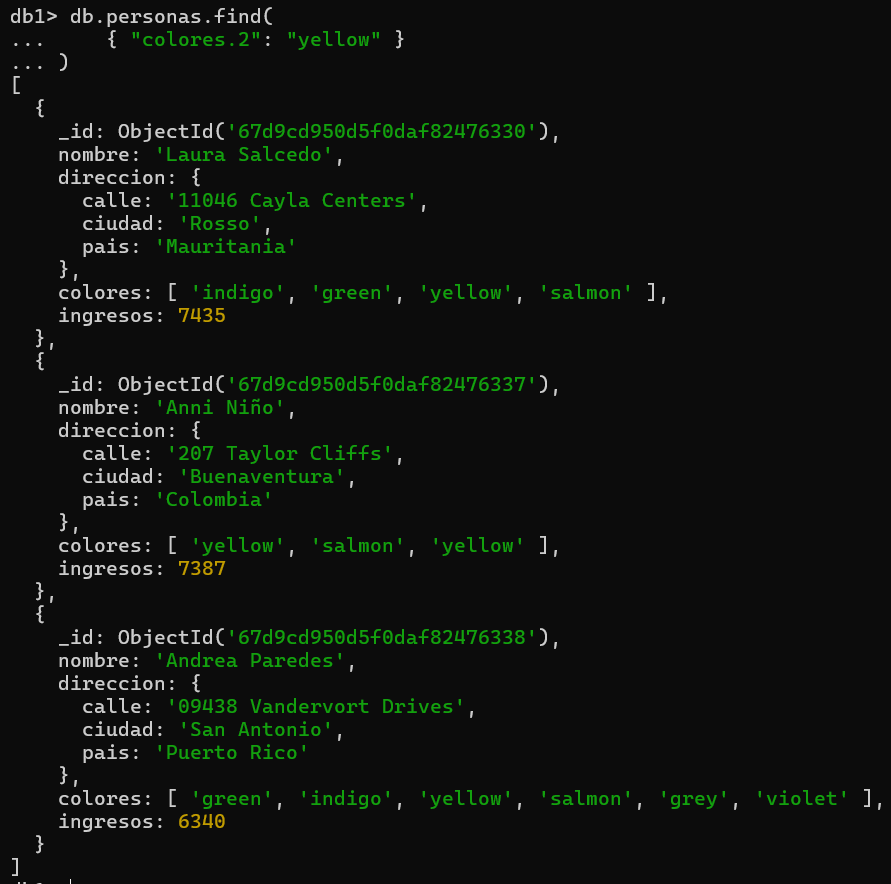 db1> db.personas.find(
...     { "colores.2": "yellow" }
... )
[
  {
    _id: ObjectId('67d9cd950d5f0daf82476330'),
    nombre: 'Laura Salcedo',
    direccion: {
      calle: '11046 Cayla Centers',
      ciudad: 'Rosso',
      pais: 'Mauritania'
    },
    colores: [ 'indigo', 'green', 'yellow', 'salmon' ],
    ingresos: 7435
  },
  {
    _id: ObjectId('67d9cd950d5f0daf82476337'),
    nombre: 'Anni Niño',
    direccion: {
      calle: '207 Taylor Cliffs',
      ciudad: 'Buenaventura',
      pais: 'Colombia'
    },
    colores: [ 'yellow', 'salmon', 'yellow' ],
    ingresos: 7387
  },
  {
    _id: ObjectId('67d9cd950d5f0daf82476338'),
    nombre: 'Andrea Paredes',
    direccion: {
      calle: '09438 Vandervort Drives',
      ciudad: 'San Antonio',
      pais: 'Puerto Rico'
    },
    colores: [ 'green', 'indigo', 'yellow', 'salmon', 'grey', 'violet' ],
    ingresos: 6340
  }
]